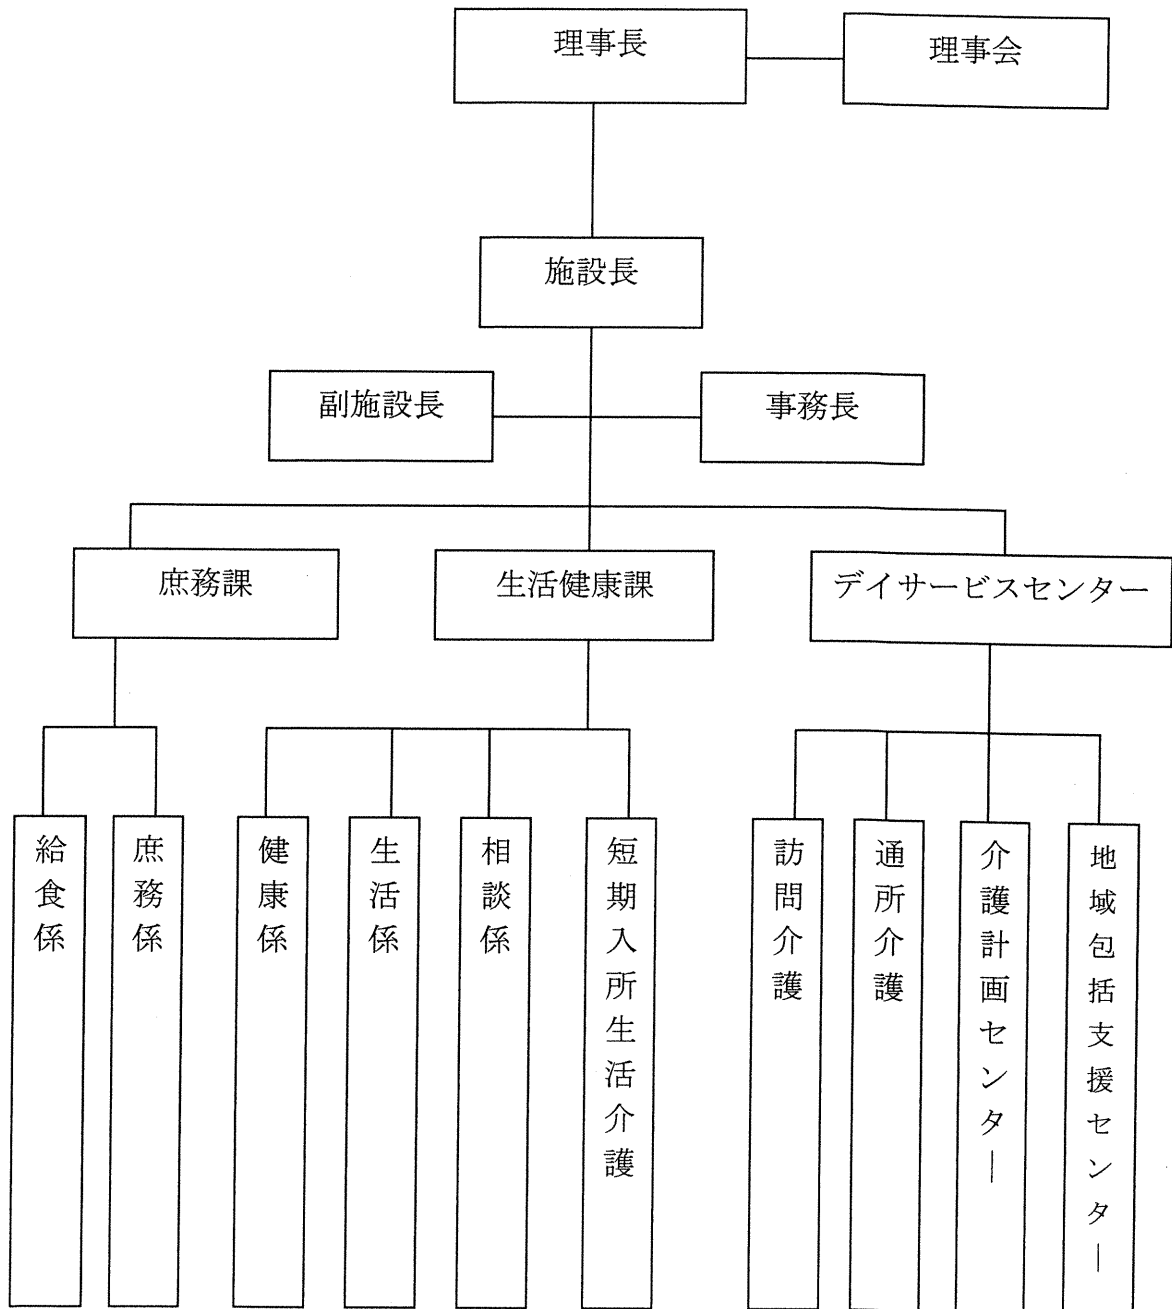 理事長
理事会
施設長
副施設長
事務長
庶務課
生活健康課
デイサービスセンター
給食係
庶務係
健康係
生活係
相談係
短期入所生活介護
訪問介護
通所介護
介護計画センター
地域包括支援センター